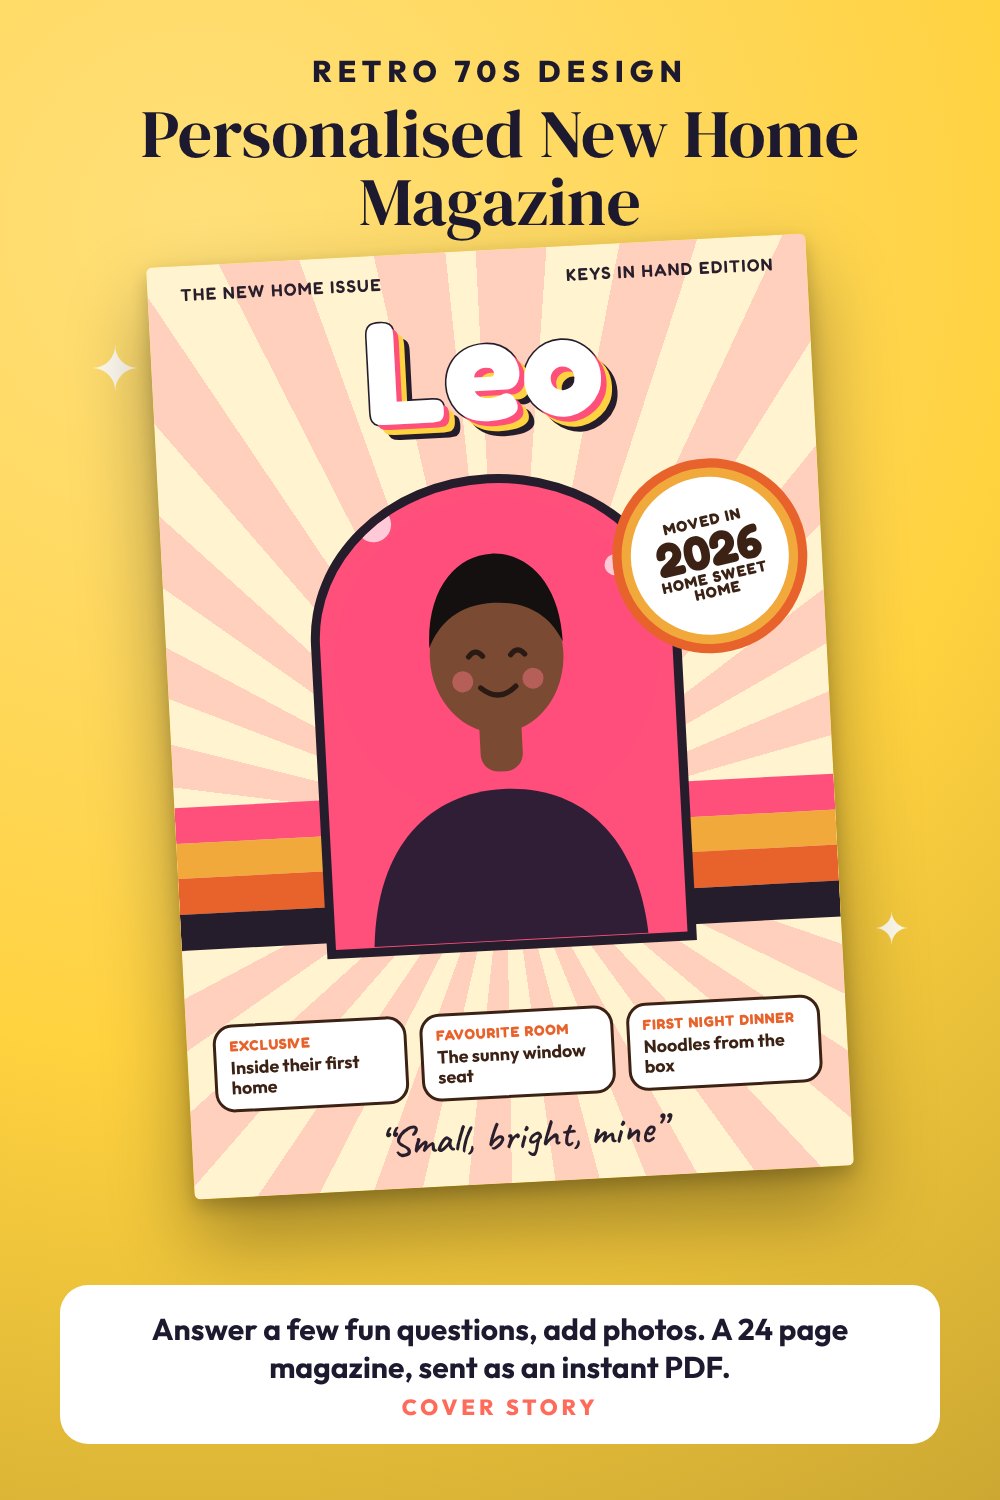 RETRO 70S DESIGN
Personalised New Home
Magazine
THE NEW HOME ISSUE
KEYS IN HAND EDITION
Leo
MOVED IN
2026
HOME SWEET
HOME
EXCLUSIVE
Inside their first
home
FAVOURITE ROOM
The sunny window
seat
FIRST NIGHT DINNER
Noodles from the
box
“Small, bright, mine”
Answer a few fun questions, add photos. A 24 page
magazine, sent as an instant PDF.
COVER STORY